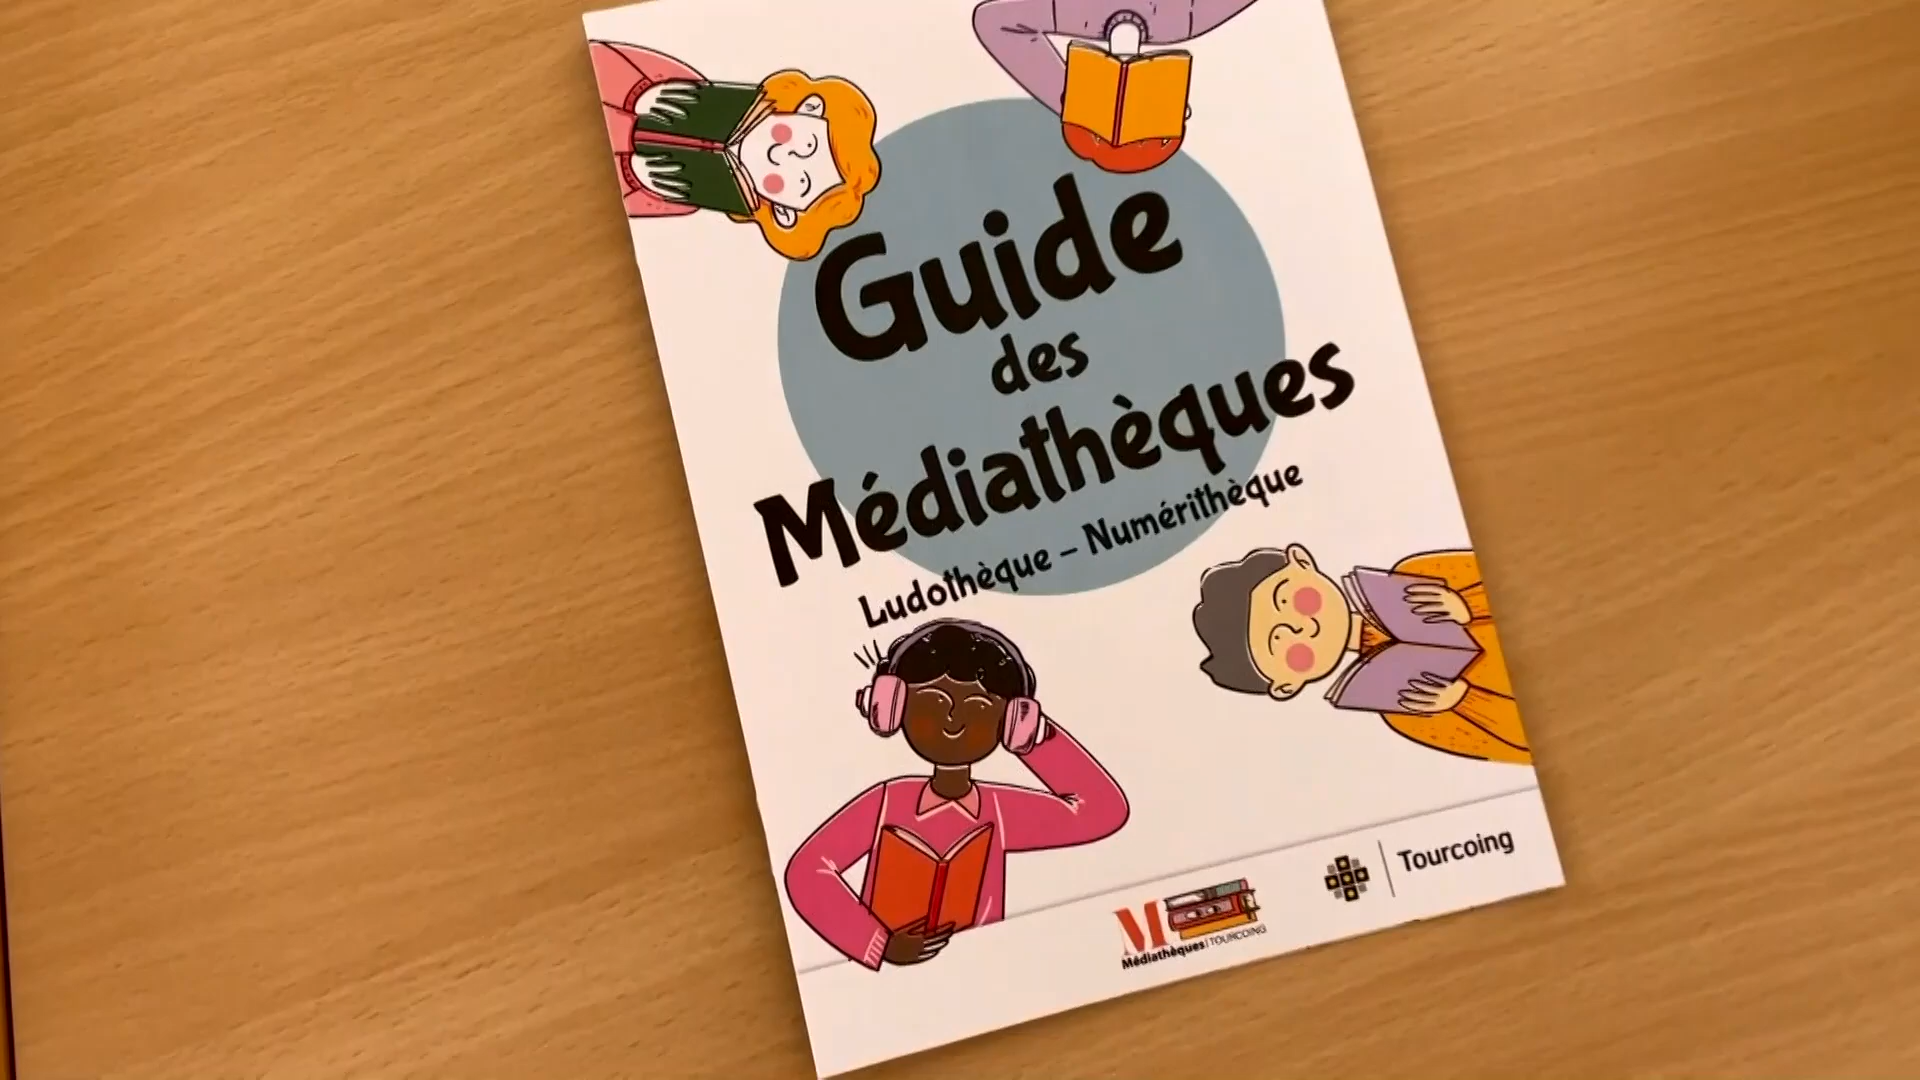 Guide
des
Médiathèques
Ludothèque – Numérithèque
M
Médiathèques | TOURCOING
Tourcoing